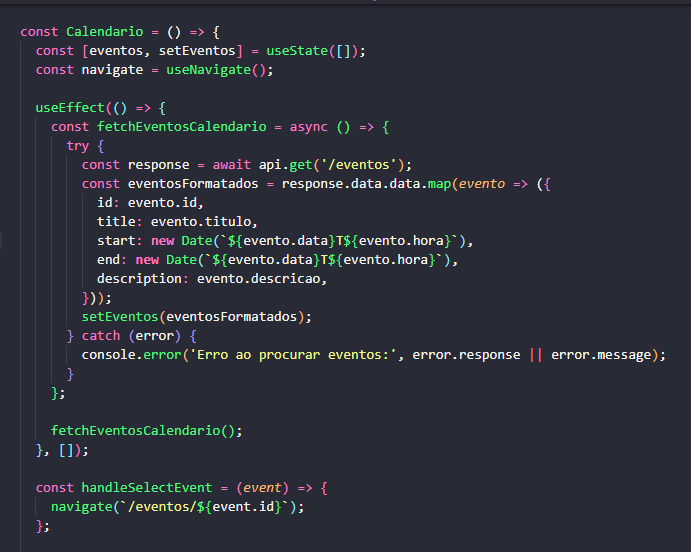 const Calendario = () => {
  const [eventos, setEventos] = useState([]);
  const navigate = useNavigate();

  useEffect(() => {
    const fetchEventosCalendario = async () => {
      try {
        const response = await api.get('/eventos');
        const eventosFormatados = response.data.data.map(evento => ({
          id: evento.id,
          title: evento.titulo,
          start: new Date(`${evento.data}T${evento.hora}`),
          end: new Date(`${evento.data}T${evento.hora}`),
          description: evento.descricao,
        }));
        setEventos(eventosFormatados);
      } catch (error) {
        console.error('Erro ao procurar eventos:', error.response || error.message);
      }
    };

    fetchEventosCalendario();
  }, []);

  const handleSelectEvent = (event) => {
    navigate(`/eventos/${event.id}`);
  };